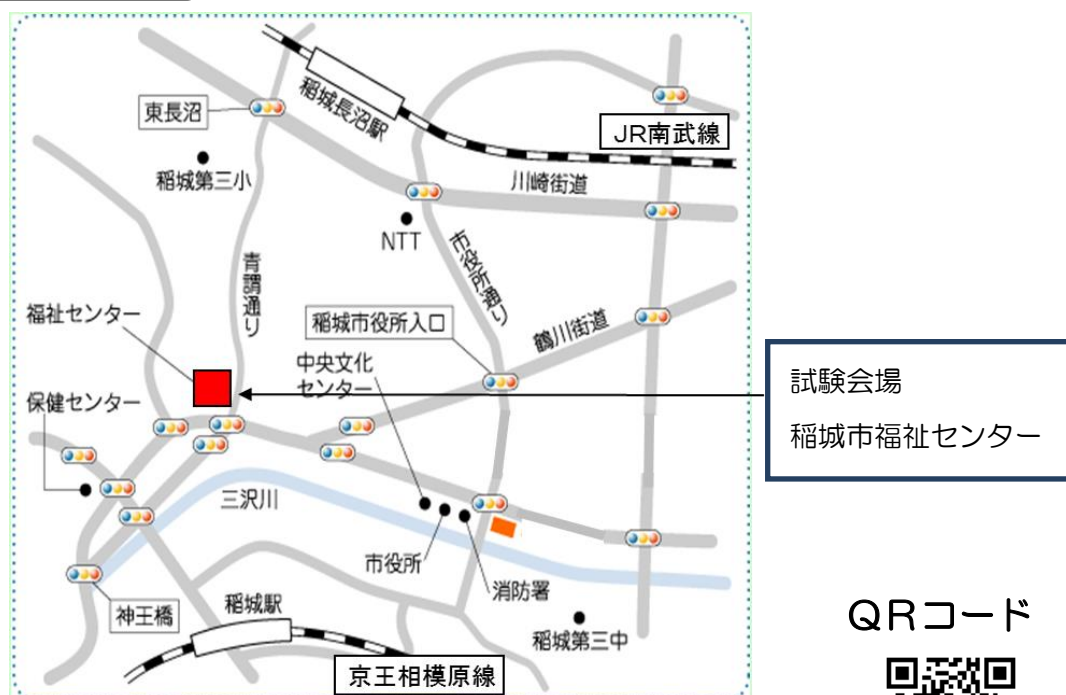 稲城長沼駅
東長沼
JR南武線
稲城第三小
川崎街道
NTT
市役所通り
青謂通り
福祉センター
稲城市役所入口
鶴川街道
中央文化
センター
保健センター
試験会場
稲城市福祉センター
三沢川
市役所
消防署
稲城駅
神王橋
稲城第三中
京王相模原線
QRコード